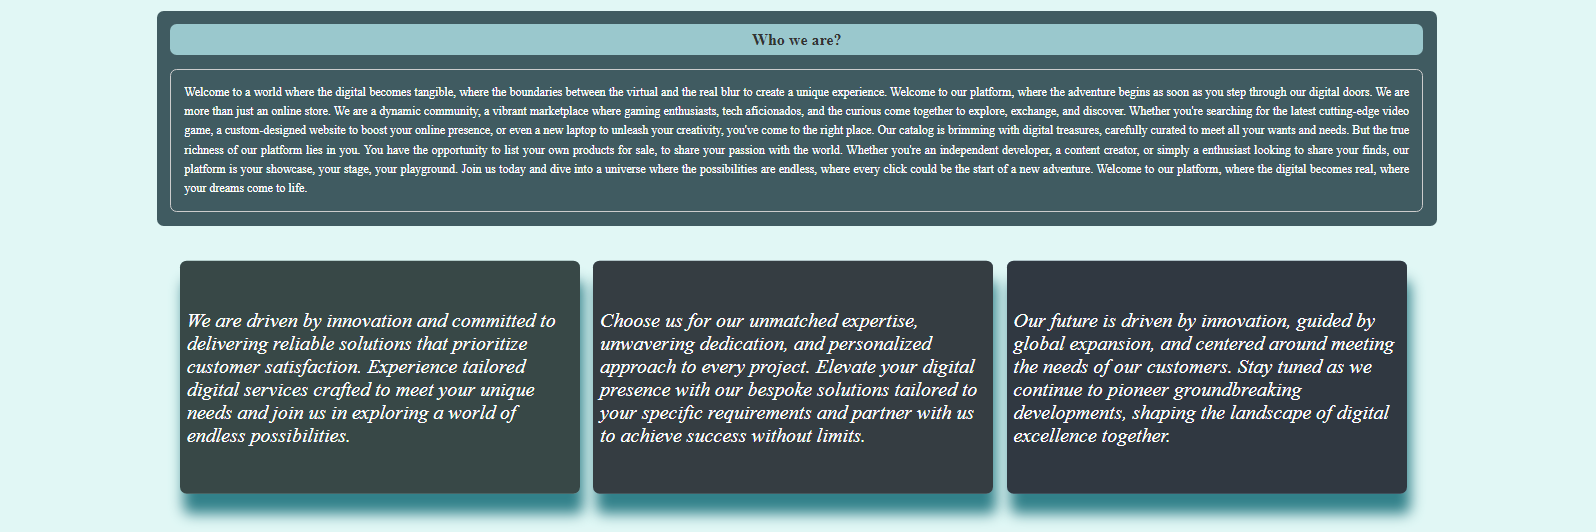 Who we are?
Welcome to a world where the digital becomes tangible, where the boundaries between the virtual and the real blur to create a unique experience. Welcome to our platform, where the adventure begins as soon as you step through our digital doors. We are
more than just an online store. We are a dynamic community, a vibrant marketplace where gaming enthusiasts, tech aficionados, and the curious come together to explore, exchange, and discover. Whether you're searching for the latest cutting-edge video
game, a custom-designed website to boost your online presence, or even a new laptop to unleash your creativity, you've come to the right place. Our catalog is brimming with digital treasures, carefully curated to meet all your wants and needs. But the true
richness of our platform lies in you. You have the opportunity to list your own products for sale, to share your passion with the world. Whether you're an independent developer, a content creator, or simply a enthusiast looking to share your finds, our
platform is your showcase, your stage, your playground. Join us today and dive into a universe where the possibilities are endless, where every click could be the start of a new adventure. Welcome to our platform, where the digital becomes real, where
your dreams come to life.
We are driven by innovation and committed to
delivering reliable solutions that prioritize
customer satisfaction. Experience tailored
digital services crafted to meet your unique
needs and join us in exploring a world of
endless possibilities.
Choose us for our unmatched expertise,
unwavering dedication, and personalized
approach to every project. Elevate your digital
presence with our bespoke solutions tailored to
your specific requirements and partner with us
to achieve success without limits.
Our future is driven by innovation, guided by
global expansion, and centered around meeting
the needs of our customers. Stay tuned as we
continue to pioneer groundbreaking
developments, shaping the landscape of digital
excellence together.